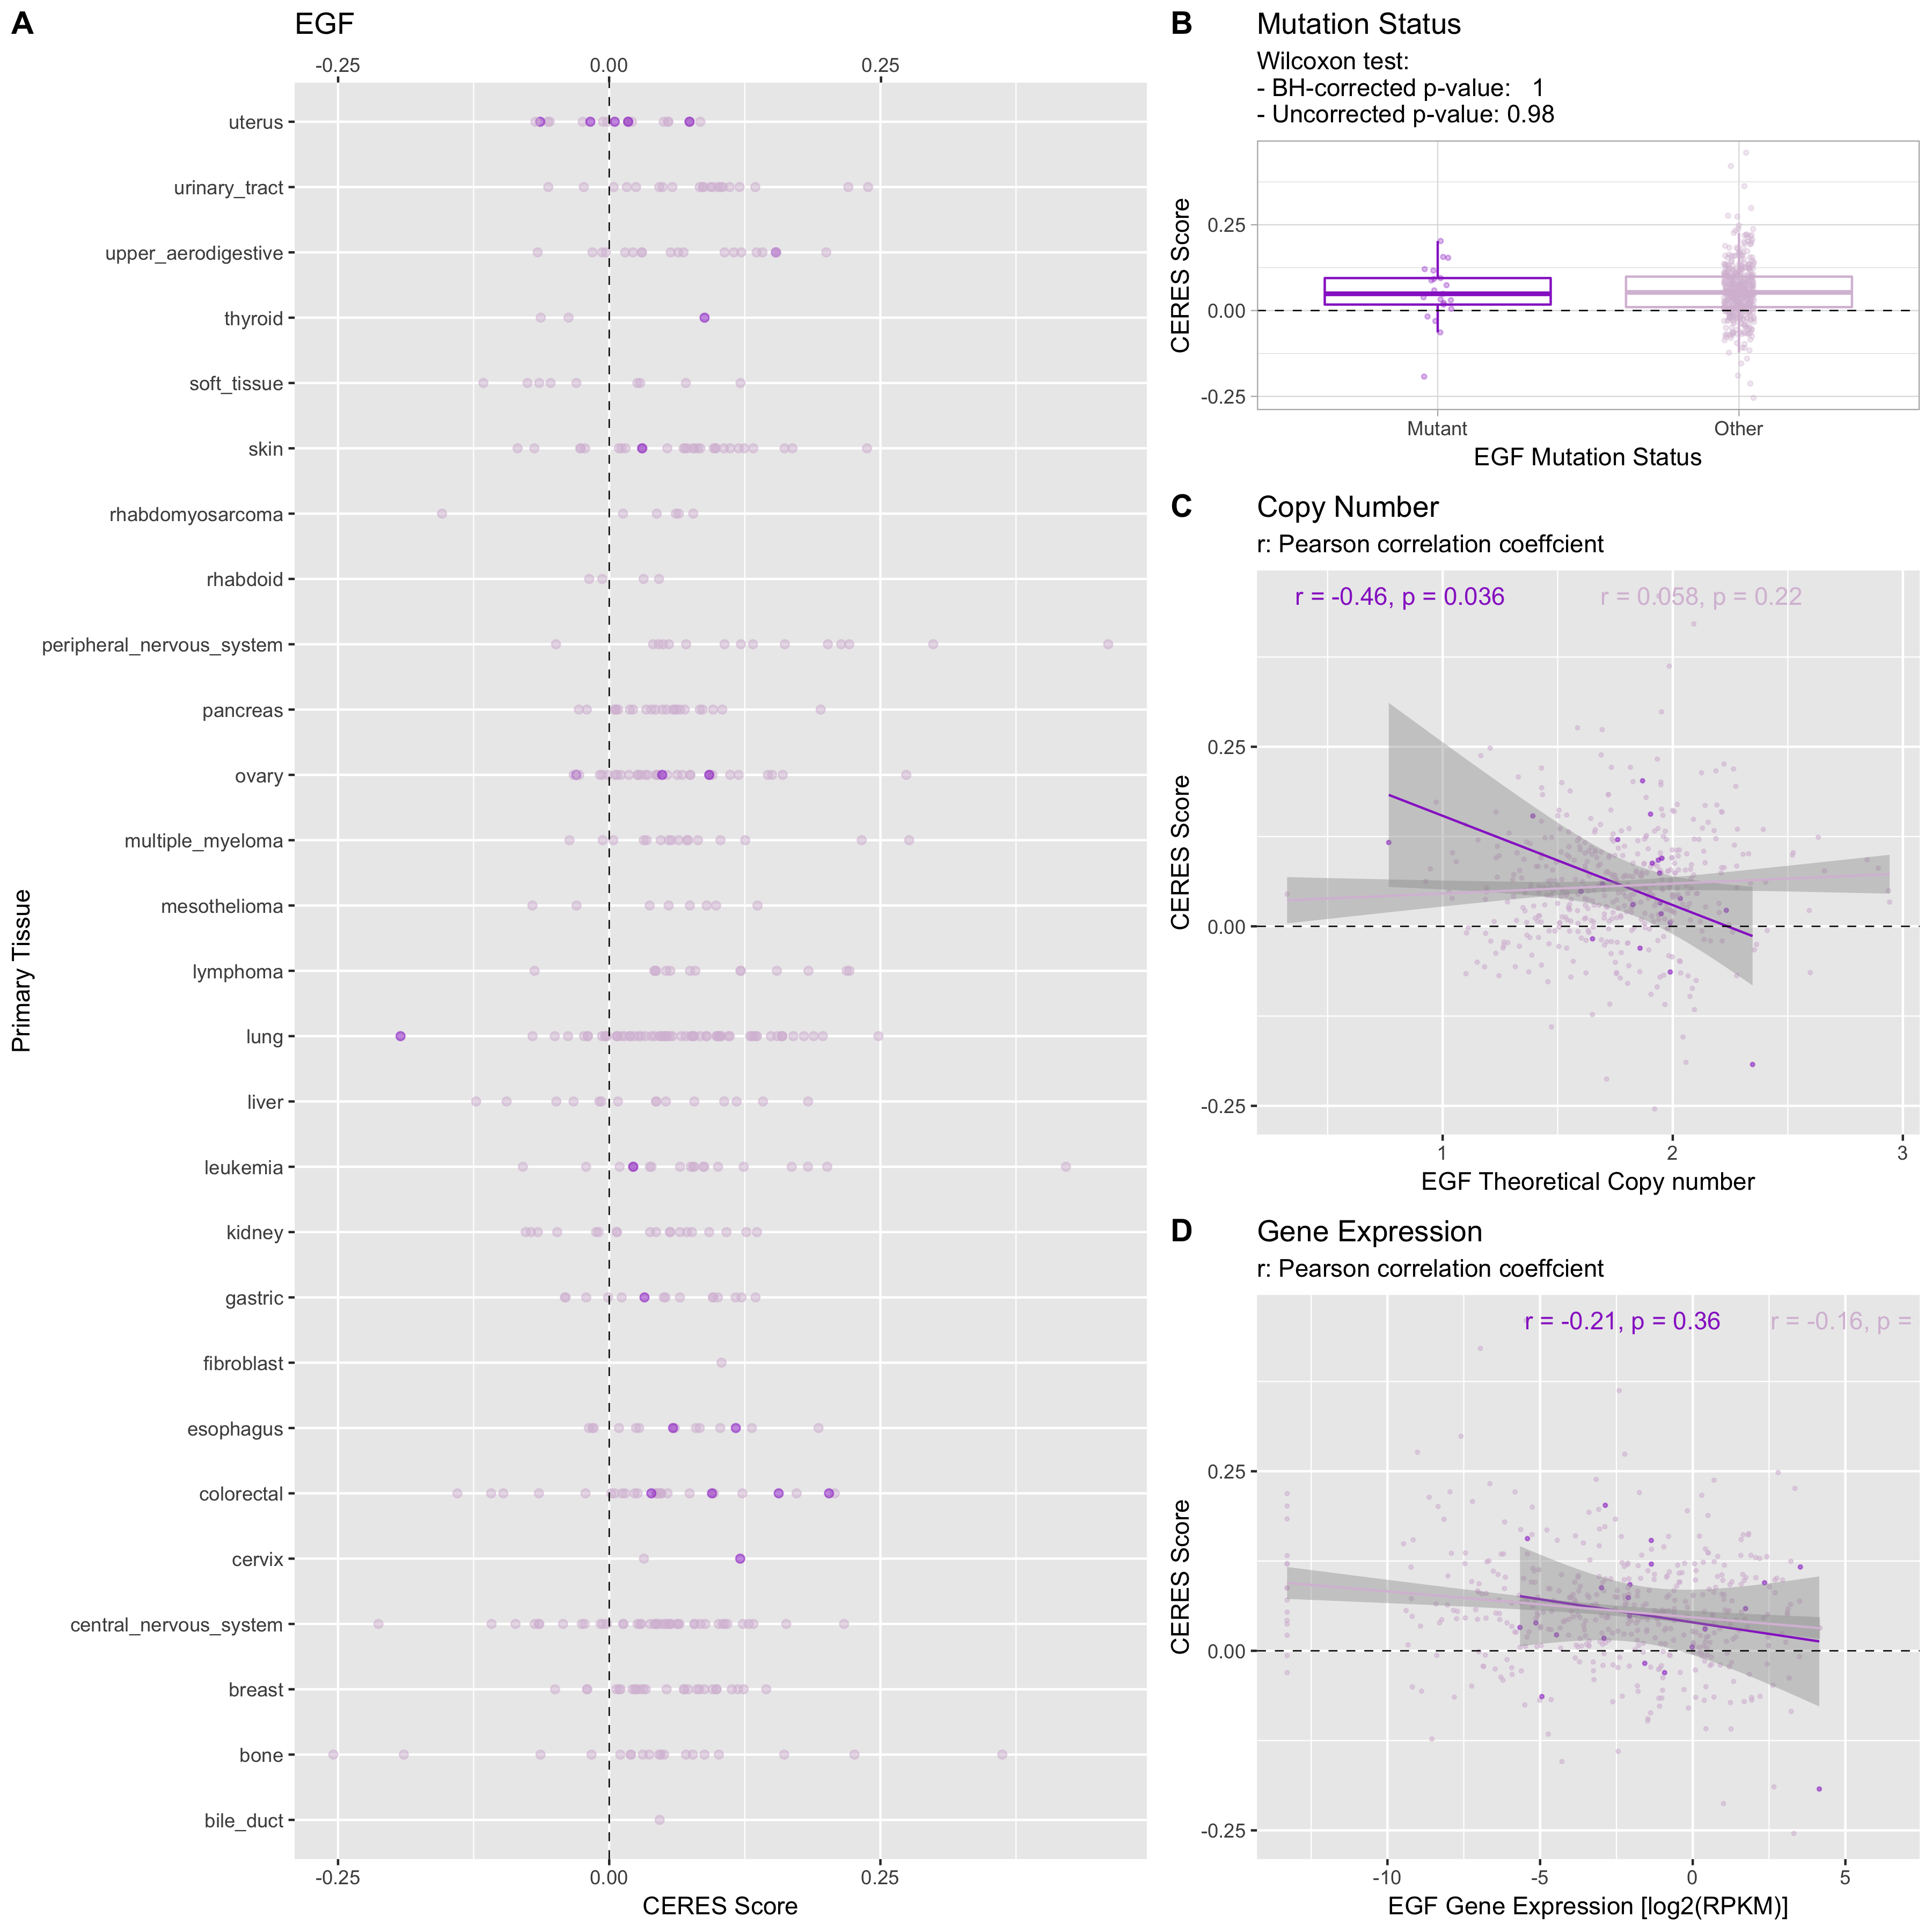 A
EGF
-0.25 0.00 0.25
uterus
urinary_tract
upper_aerodigestive
thyroid
soft_tissue
skin
rhabdomyosarcoma
rhabdoid
peripheral_nervous_system
pancreas
ovary
multiple_myeloma
mesothelioma
lymphoma
lung
liver
leukemia
kidney
gastric
fibroblast
esophagus
colorectal
cervix
central_nervous_system
breast
bone
bile_duct
Primary Tissue
-0.25 0.00 0.25
CERES Score
B
Mutation Status
Wilcoxon test:
- BH-corrected p-value: 1
- Uncorrected p-value: 0.98
CERES Score
0.25
0.00
-0.25
Mutant Other
EGF Mutation Status
C
Copy Number
r: Pearson correlation coeffcient
r = -0.46, p = 0.036 r = 0.058, p = 0.22
CERES Score
0.25
0.00
-0.25
1 2 3
EGF Theoretical Copy number
D
Gene Expression
r: Pearson correlation coeffcient
r = -0.21, p = 0.36 r = -0.16, p =
CERES Score
0.25
0.00
-0.25
-10 -5 0 5
EGF Gene Expression [log2(RPKM)]